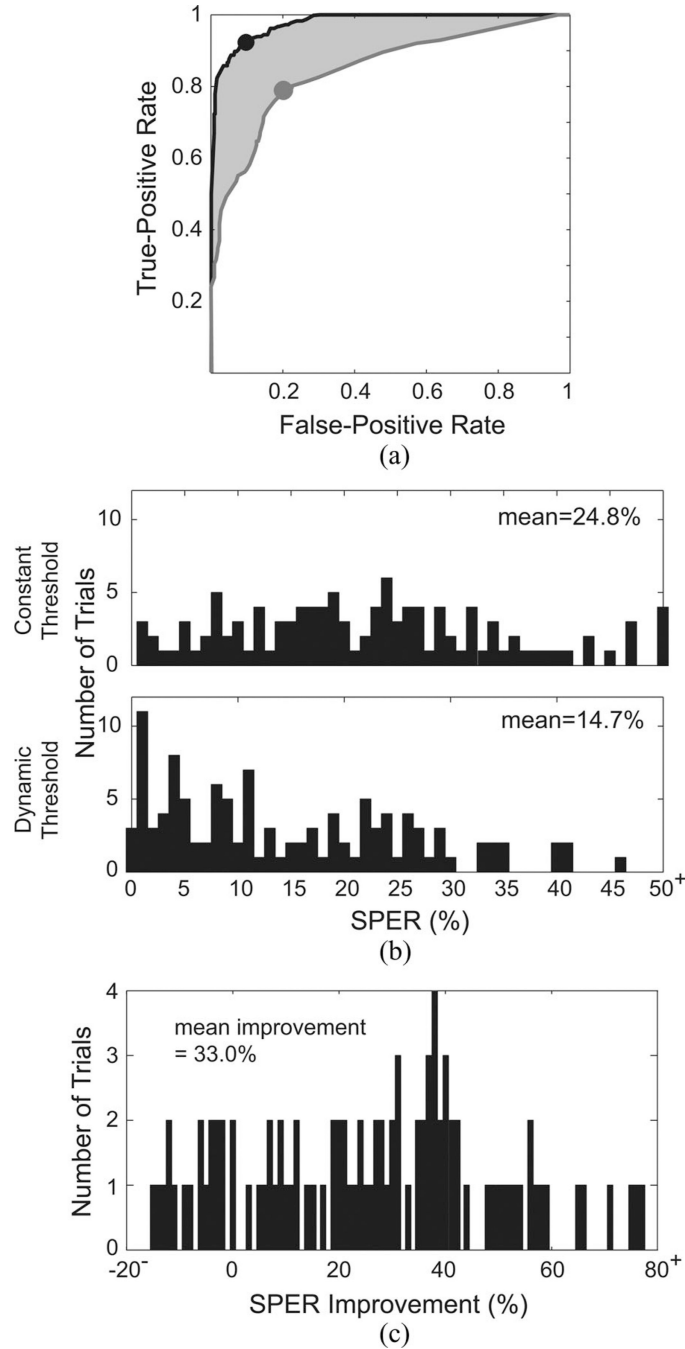 1
0.8
0.6
0.4
0.2
True-Positive Rate
0.2
0.4
0.6
0.8
1
False-Positive Rate
(a)
Constant
Threshold
Dynamic
Threshold
Number of Trials
10
5
0
mean=24.8%
10
5
0
mean=14.7%
0
5
10
15
20
25
30
35
40
45
50+
SPER (%)
(b)
Number of Trials
4
3
2
1
0
mean improvement
= 33.0%
-20-
0
20
40
60
80+
SPER Improvement (%)
(c)